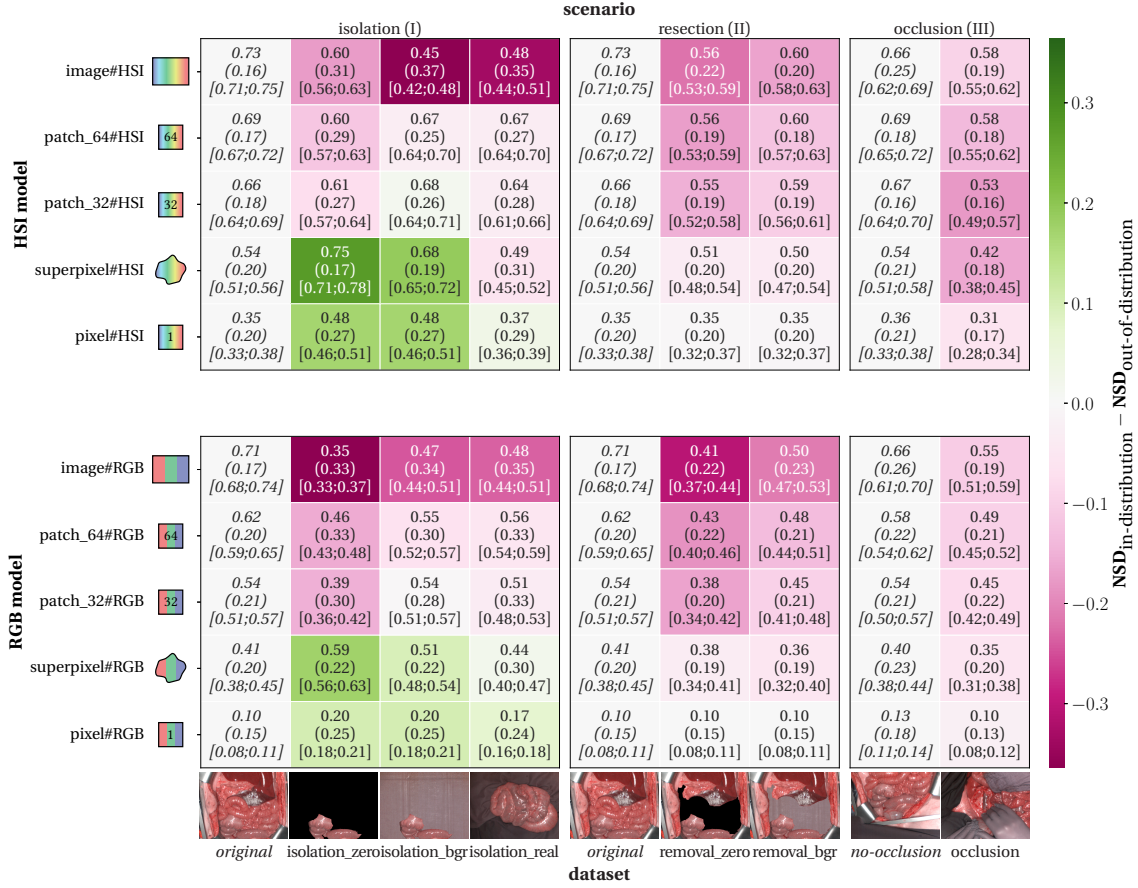 scenario
isolation (I) resection (II) occlusion (III)
HSI model
image#HSI
0.73 0.60 0.45 0.48 0.73 0.56 0.60 0.66 0.58
(0.16) (0.31) (0.37) (0.35) (0.16) (0.22) (0.20) (0.25) (0.19)
[0.71;0.75] [0.56;0.63] [0.42;0.48] [0.44;0.51] [0.71;0.75] [0.53;0.59] [0.58;0.63] [0.62;0.69] [0.55;0.62]
patch_64#HSI 64
0.69 0.60 0.67 0.67 0.69 0.56 0.60 0.69 0.58
(0.17) (0.29) (0.25) (0.27) (0.17) (0.19) (0.18) (0.18) (0.18)
[0.67;0.72] [0.57;0.63] [0.64;0.70] [0.64;0.70] [0.67;0.72] [0.53;0.59] [0.57;0.63] [0.65;0.72] [0.55;0.62]
patch_32#HSI 32
0.66 0.61 0.68 0.64 0.66 0.55 0.59 0.67 0.53
(0.18) (0.27) (0.26) (0.28) (0.18) (0.19) (0.19) (0.16) (0.16)
[0.64;0.69] [0.57;0.64] [0.64;0.71] [0.61;0.66] [0.64;0.69] [0.52;0.58] [0.56;0.61] [0.64;0.70] [0.49;0.57]
superpixel#HSI
0.54 0.75 0.68 0.49 0.54 0.51 0.50 0.54 0.42
(0.20) (0.17) (0.19) (0.31) (0.20) (0.20) (0.20) (0.21) (0.18)
[0.51;0.56] [0.71;0.78] [0.65;0.72] [0.45;0.52] [0.51;0.56] [0.48;0.54] [0.47;0.54] [0.51;0.58] [0.38;0.45]
pixel#HSI 1
0.35 0.48 0.48 0.37 0.35 0.35 0.35 0.36 0.31
(0.20) (0.27) (0.27) (0.29) (0.20) (0.20) (0.20) (0.21) (0.17)
[0.33;0.38] [0.46;0.51] [0.46;0.51] [0.36;0.39] [0.33;0.38] [0.32;0.37] [0.32;0.37] [0.33;0.38] [0.28;0.34]
RGB model
image#RGB
0.71 0.35 0.47 0.48 0.71 0.41 0.50 0.66 0.55
(0.17) (0.33) (0.34) (0.35) (0.17) (0.22) (0.23) (0.26) (0.19)
[0.68;0.74] [0.33;0.37] [0.44;0.51] [0.44;0.51] [0.68;0.74] [0.37;0.44] [0.47;0.53] [0.61;0.70] [0.51;0.59]
patch_64#RGB 64
0.62 0.46 0.55 0.56 0.62 0.43 0.48 0.58 0.49
(0.20) (0.33) (0.30) (0.33) (0.20) (0.22) (0.21) (0.22) (0.21)
[0.59;0.65] [0.43;0.48] [0.52;0.57] [0.54;0.59] [0.59;0.65] [0.40;0.46] [0.44;0.51] [0.54;0.62] [0.45;0.52]
patch_32#RGB 32
0.54 0.39 0.54 0.51 0.54 0.38 0.45 0.54 0.45
(0.21) (0.30) (0.28) (0.33) (0.21) (0.20) (0.21) (0.21) (0.22)
[0.51;0.57] [0.36;0.42] [0.51;0.57] [0.48;0.53] [0.51;0.57] [0.34;0.42] [0.41;0.48] [0.50;0.57] [0.42;0.49]
superpixel#RGB
0.41 0.59 0.51 0.44 0.41 0.38 0.36 0.40 0.35
(0.20) (0.22) (0.22) (0.30) (0.20) (0.19) (0.19) (0.23) (0.20)
[0.38;0.45] [0.56;0.63] [0.48;0.54] [0.40;0.47] [0.38;0.45] [0.34;0.41] [0.32;0.40] [0.38;0.44] [0.31;0.38]
pixel#RGB 1
0.10 0.20 0.20 0.17 0.10 0.10 0.10 0.13 0.10
(0.15) (0.25) (0.25) (0.24) (0.15) (0.15) (0.15) (0.18) (0.13)
[0.08;0.11] [0.18;0.21] [0.18;0.21] [0.16;0.18] [0.08;0.11] [0.08;0.11] [0.08;0.11] [0.11;0.14] [0.08;0.12]
original isolation_zero isolation_bgr isolation_real original removal_zero removal_bgr no-occlusion occlusion
dataset
0.3
0.2
0.1
0.0
−0.1
−0.2
−0.3
NSDin-distribution − NSDout-of-distribution